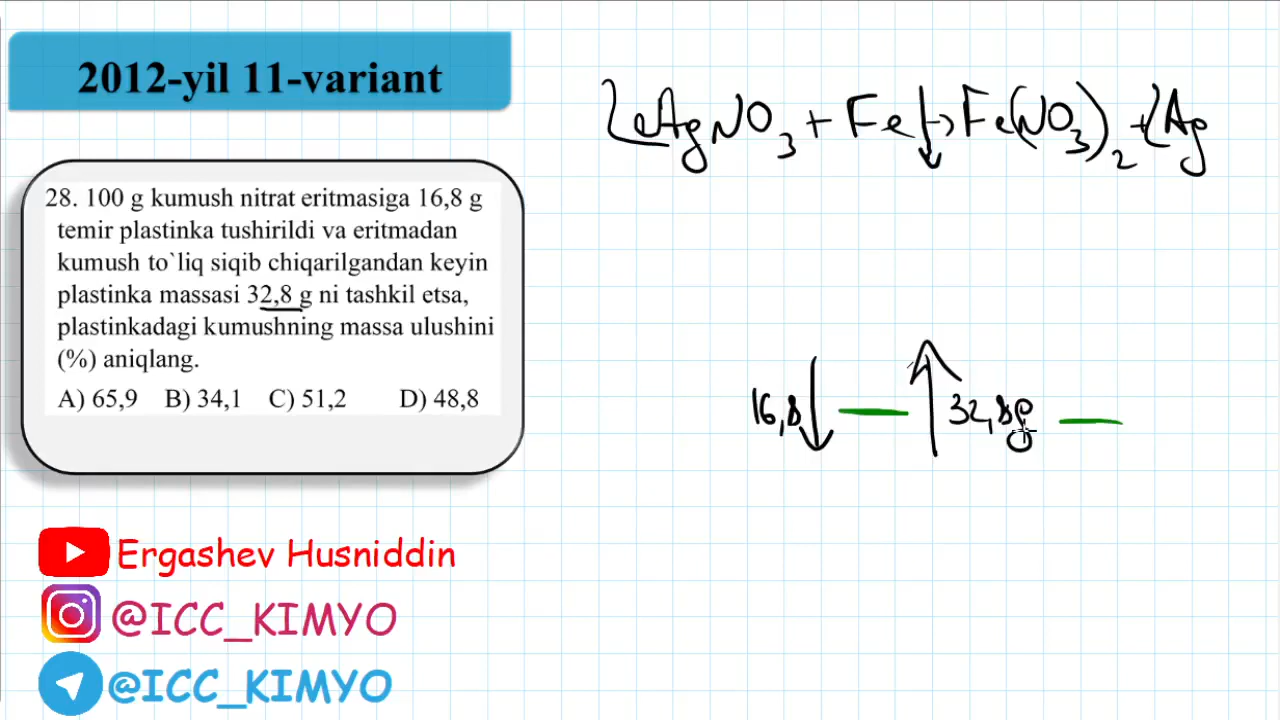 2012-yil 11-variant
28. 100 g kumush nitrat eritmasiga 16,8 g
temir plastinka tushirildi va eritmadan
kumush to`liq siqib chiqarilgandan keyin
plastinka massasi 32,8 g ni tashkil etsa,
plastinkadagi kumushning massa ulushini
(%) aniqlang.
A) 65,9 B) 34,1 C) 51,2 D) 48,8
Ergashev Husniddin
@ICC_KIMYO
@ICC_KIMYO
AgNO3 + Fe↓→ Fe(NO3)2 + 2Ag
16,8↓ ↑32,8g